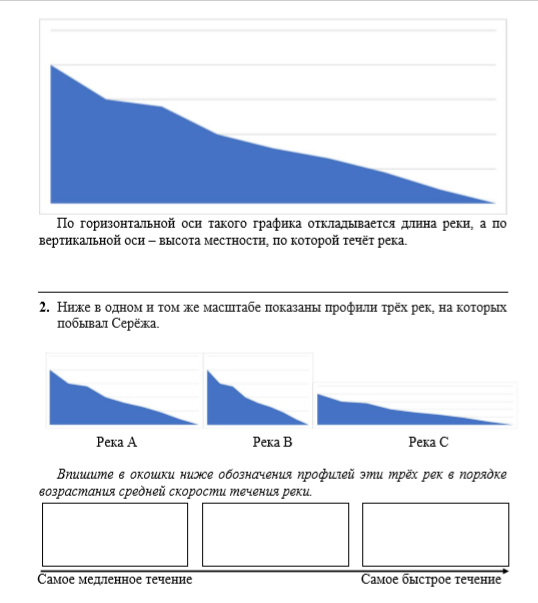 По горизонтальной оси такого графика откладывается длина реки, а по
вертикальной оси – высота местности, по которой течёт река.
2. Ниже в одном и том же масштабе показаны профили трёх рек, на которых
побывал Серёжа.
Река А Река В Река С
Впишите в окошки ниже обозначения профилей эти трёх рек в порядке
возрастания средней скорости течения реки.
Самое медленное течение Самое быстрое течение